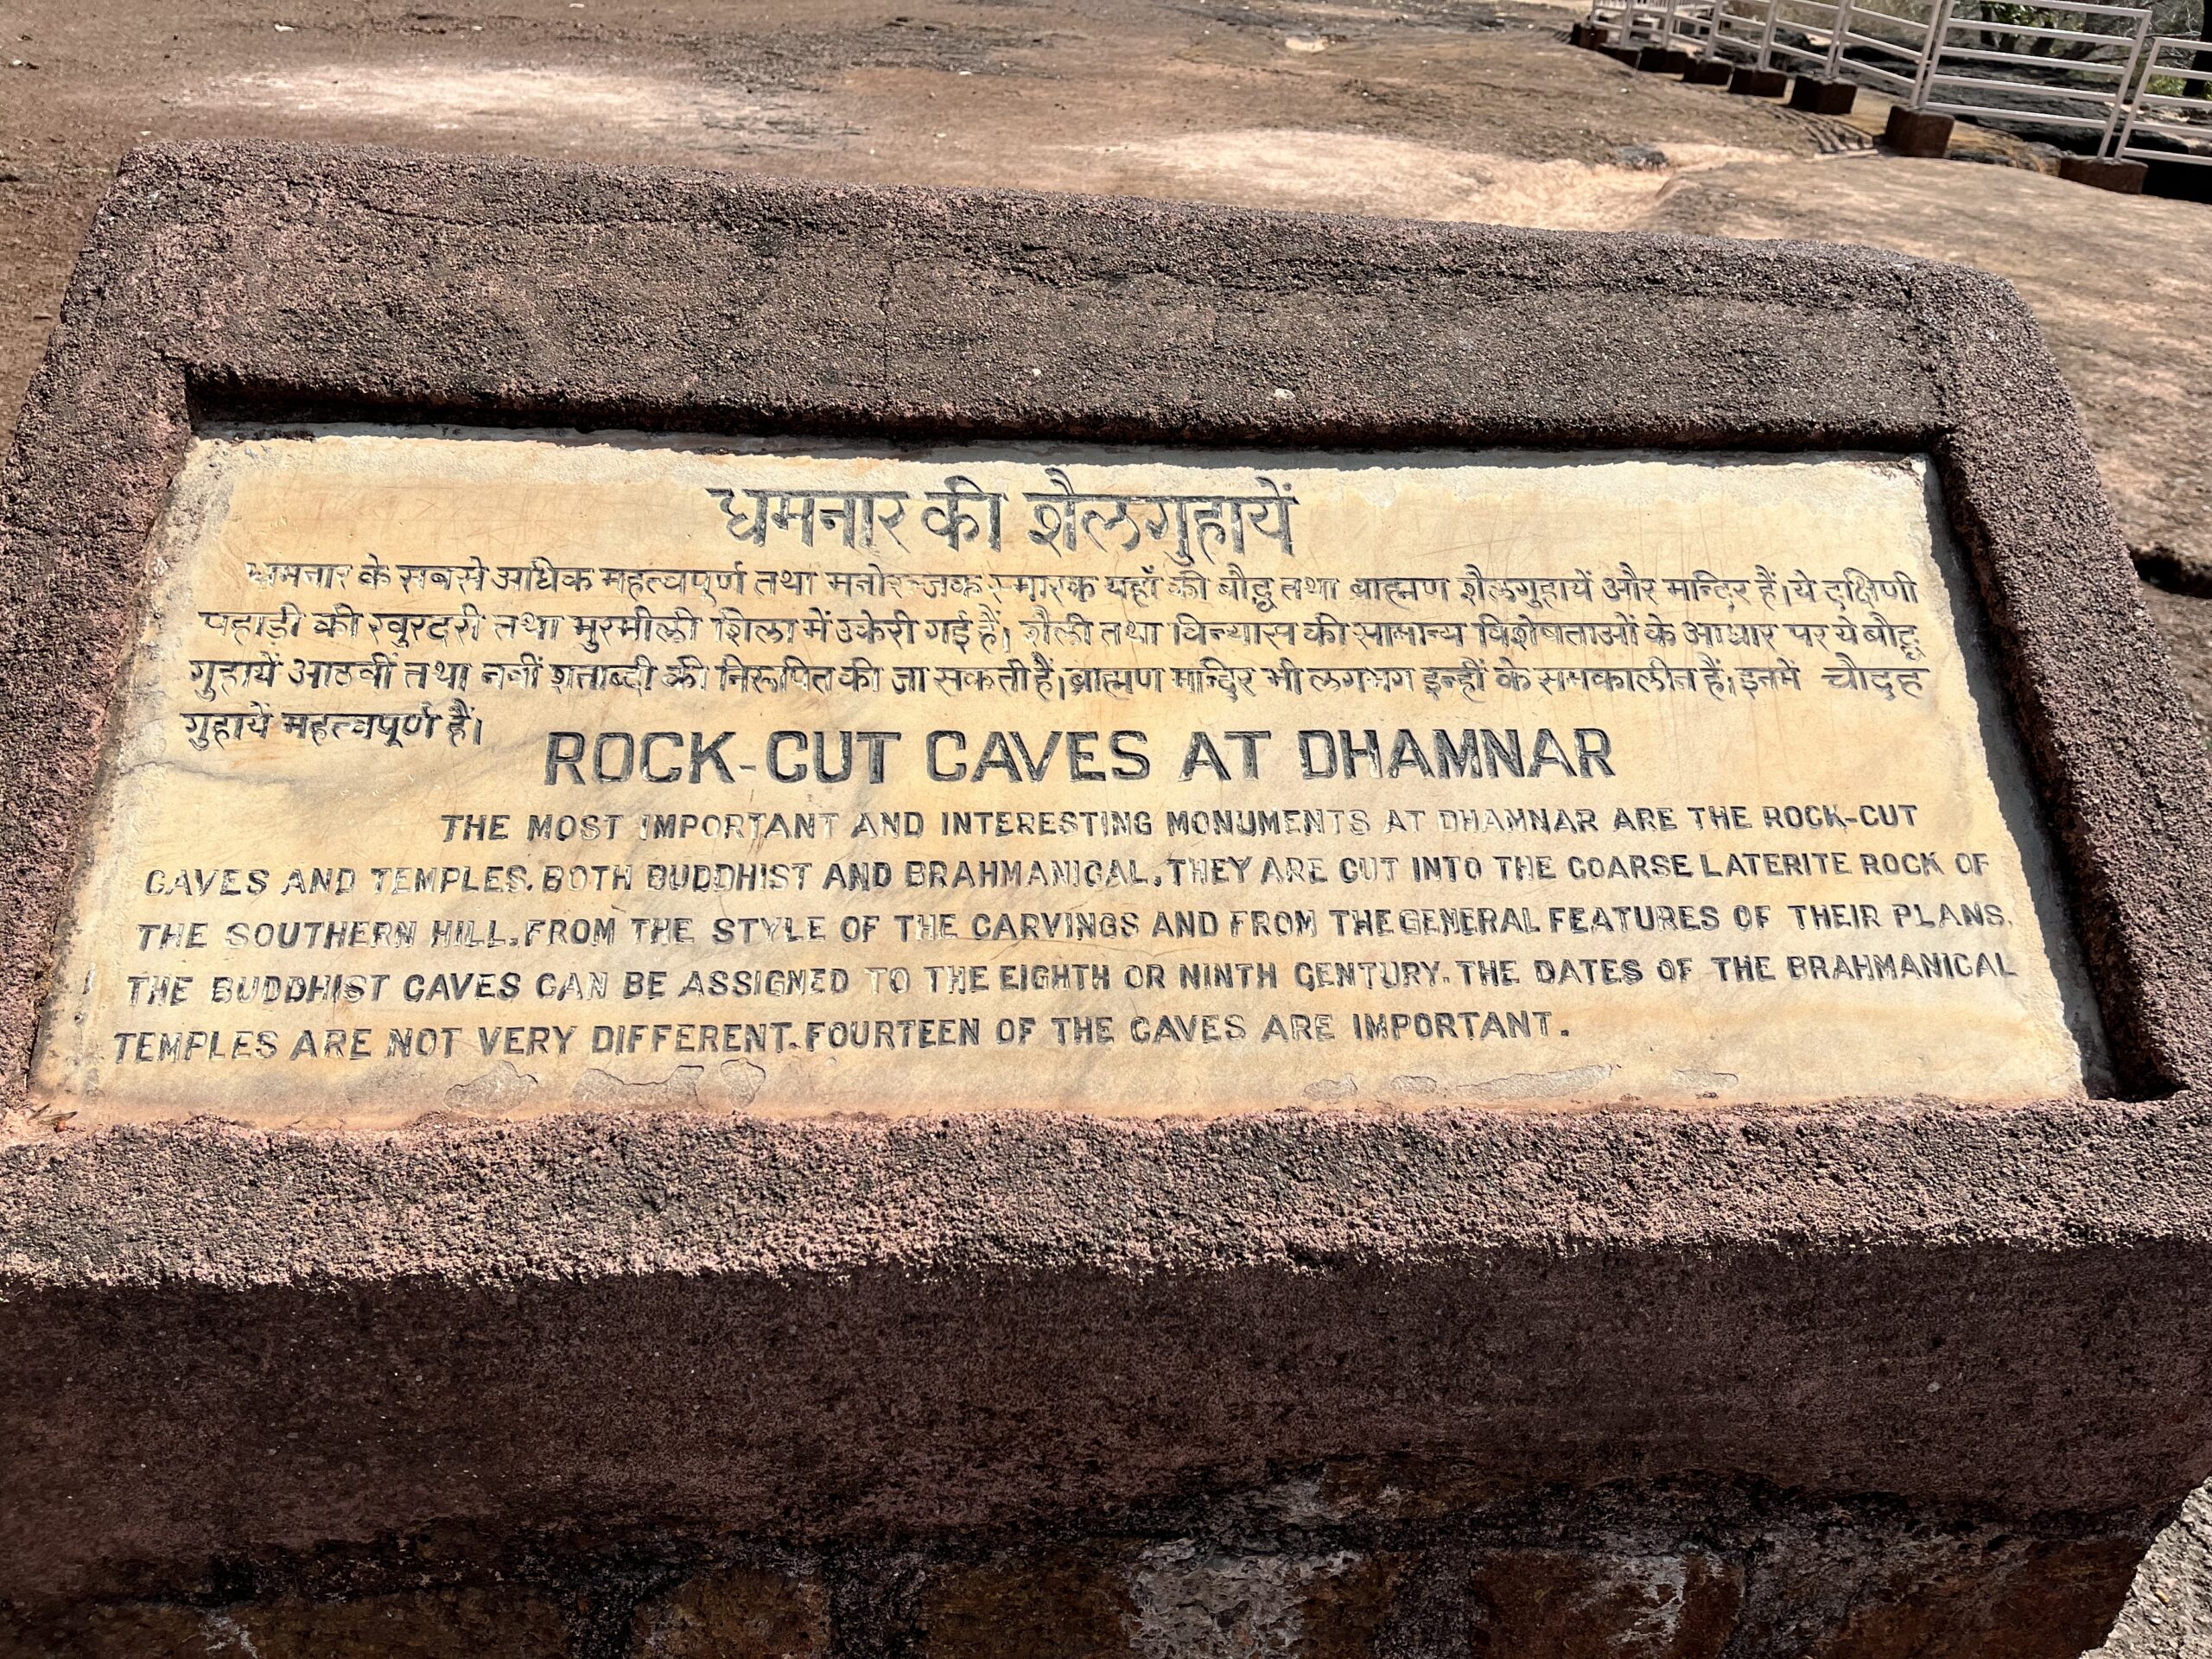 धमनार की शैलगुहायें
धमनार के सबसे अधिक महत्वपूर्ण तथा मनोरन्जक स्मारक यहाँ की बौद्ध तथा ब्राह्मण शैलगुहायें और मन्दिर हैं। ये दक्षिणी
पहाड़ी की खुरदरी तथा मुरमीली शिला में उकेरी गई हैं। शैली तथा विन्यास की सामान्य विशेषताओं के आधार पर ये बौद्ध
गुहायें आठवीं तथा नवीं शताब्दी की निरूपित की जा सकती हैं। ब्राह्मण मन्दिर भी लगभग इन्हीं के समकालीन हैं। इनमें चौदह
गुहायें महत्वपूर्ण हैं।
ROCK-CUT CAVES AT DHAMNAR
THE MOST IMPORTANT AND INTERESTING MONUMENTS AT DHAMNAR ARE THE ROCK-CUT
CAVES AND TEMPLES. BOTH BUDDHIST AND BRAHMANICAL. THEY ARE CUT INTO THE COARSE LATERITE ROCK OF
THE SOUTHERN HILL. FROM THE STYLE OF THE CARVINGS AND FROM THE GENERAL FEATURES OF THEIR PLANS,
THE BUDDHIST CAVES CAN BE ASSIGNED TO THE EIGHTH OR NINTH CENTURY. THE DATES OF THE BRAHMANICAL
TEMPLES ARE NOT VERY DIFFERENT. FOURTEEN OF THE CAVES ARE IMPORTANT.